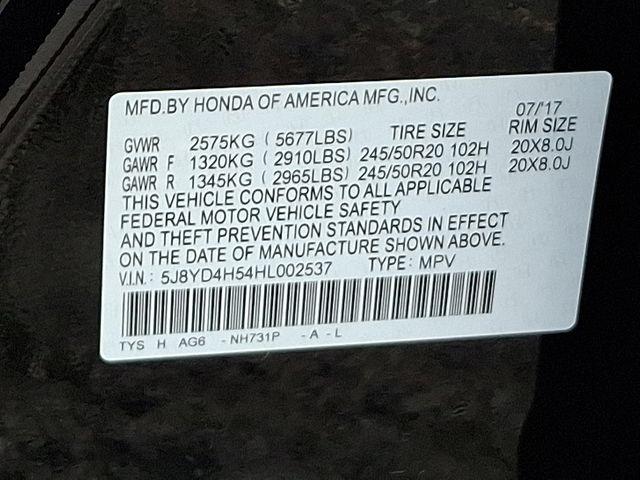 MFD.BY HONDA OF AMERICA MFG.,INC.
07/'17
GVWR 2575KG ( 5677LBS) TIRE SIZE RIM SIZE
GAWR F 1320KG ( 2910LBS) 245/50R20 102H 20X8.0J
GAWR R 1345KG ( 2965LBS) 245/50R20 102H 20X8.0J
THIS VEHICLE CONFORMS TO ALL APPLICABLE
FEDERAL MOTOR VEHICLE SAFETY
AND THEFT PREVENTION STANDARDS IN EFFECT
ON THE DATE OF MANUFACTURE SHOWN ABOVE.
V.I.N.: 5J8YD4H54HL002537 TYPE: MPV
TYS H AG6 - NH731P - A - L